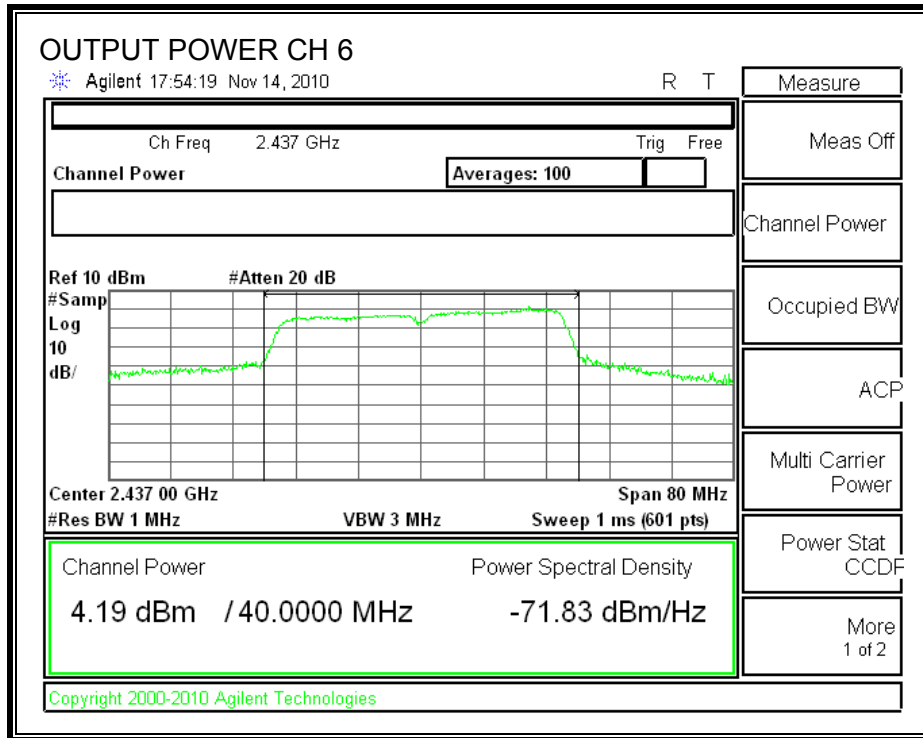 OUTPUT POWER CH 6
Agilent 17:54:19 Nov 14, 2010 R T
Ch Freq 2.437 GHz Trig Free
Channel Power Averages: 100
Ref 10 dBm #Atten 20 dB
#Samp
Log
10
dB/
Center 2.437 00 GHz Span 80 MHz
#Res BW 1 MHz VBW 3 MHz Sweep 1 ms (601 pts)
Channel Power Power Spectral Density
4.19 dBm / 40.0000 MHz -71.83 dBm/Hz
Copyright 2000-2010 Agilent Technologies
Measure
Meas Off
Channel Power
Occupied BW
ACP
Multi Carrier
Power
Power Stat
CCDF
More
1 of 2